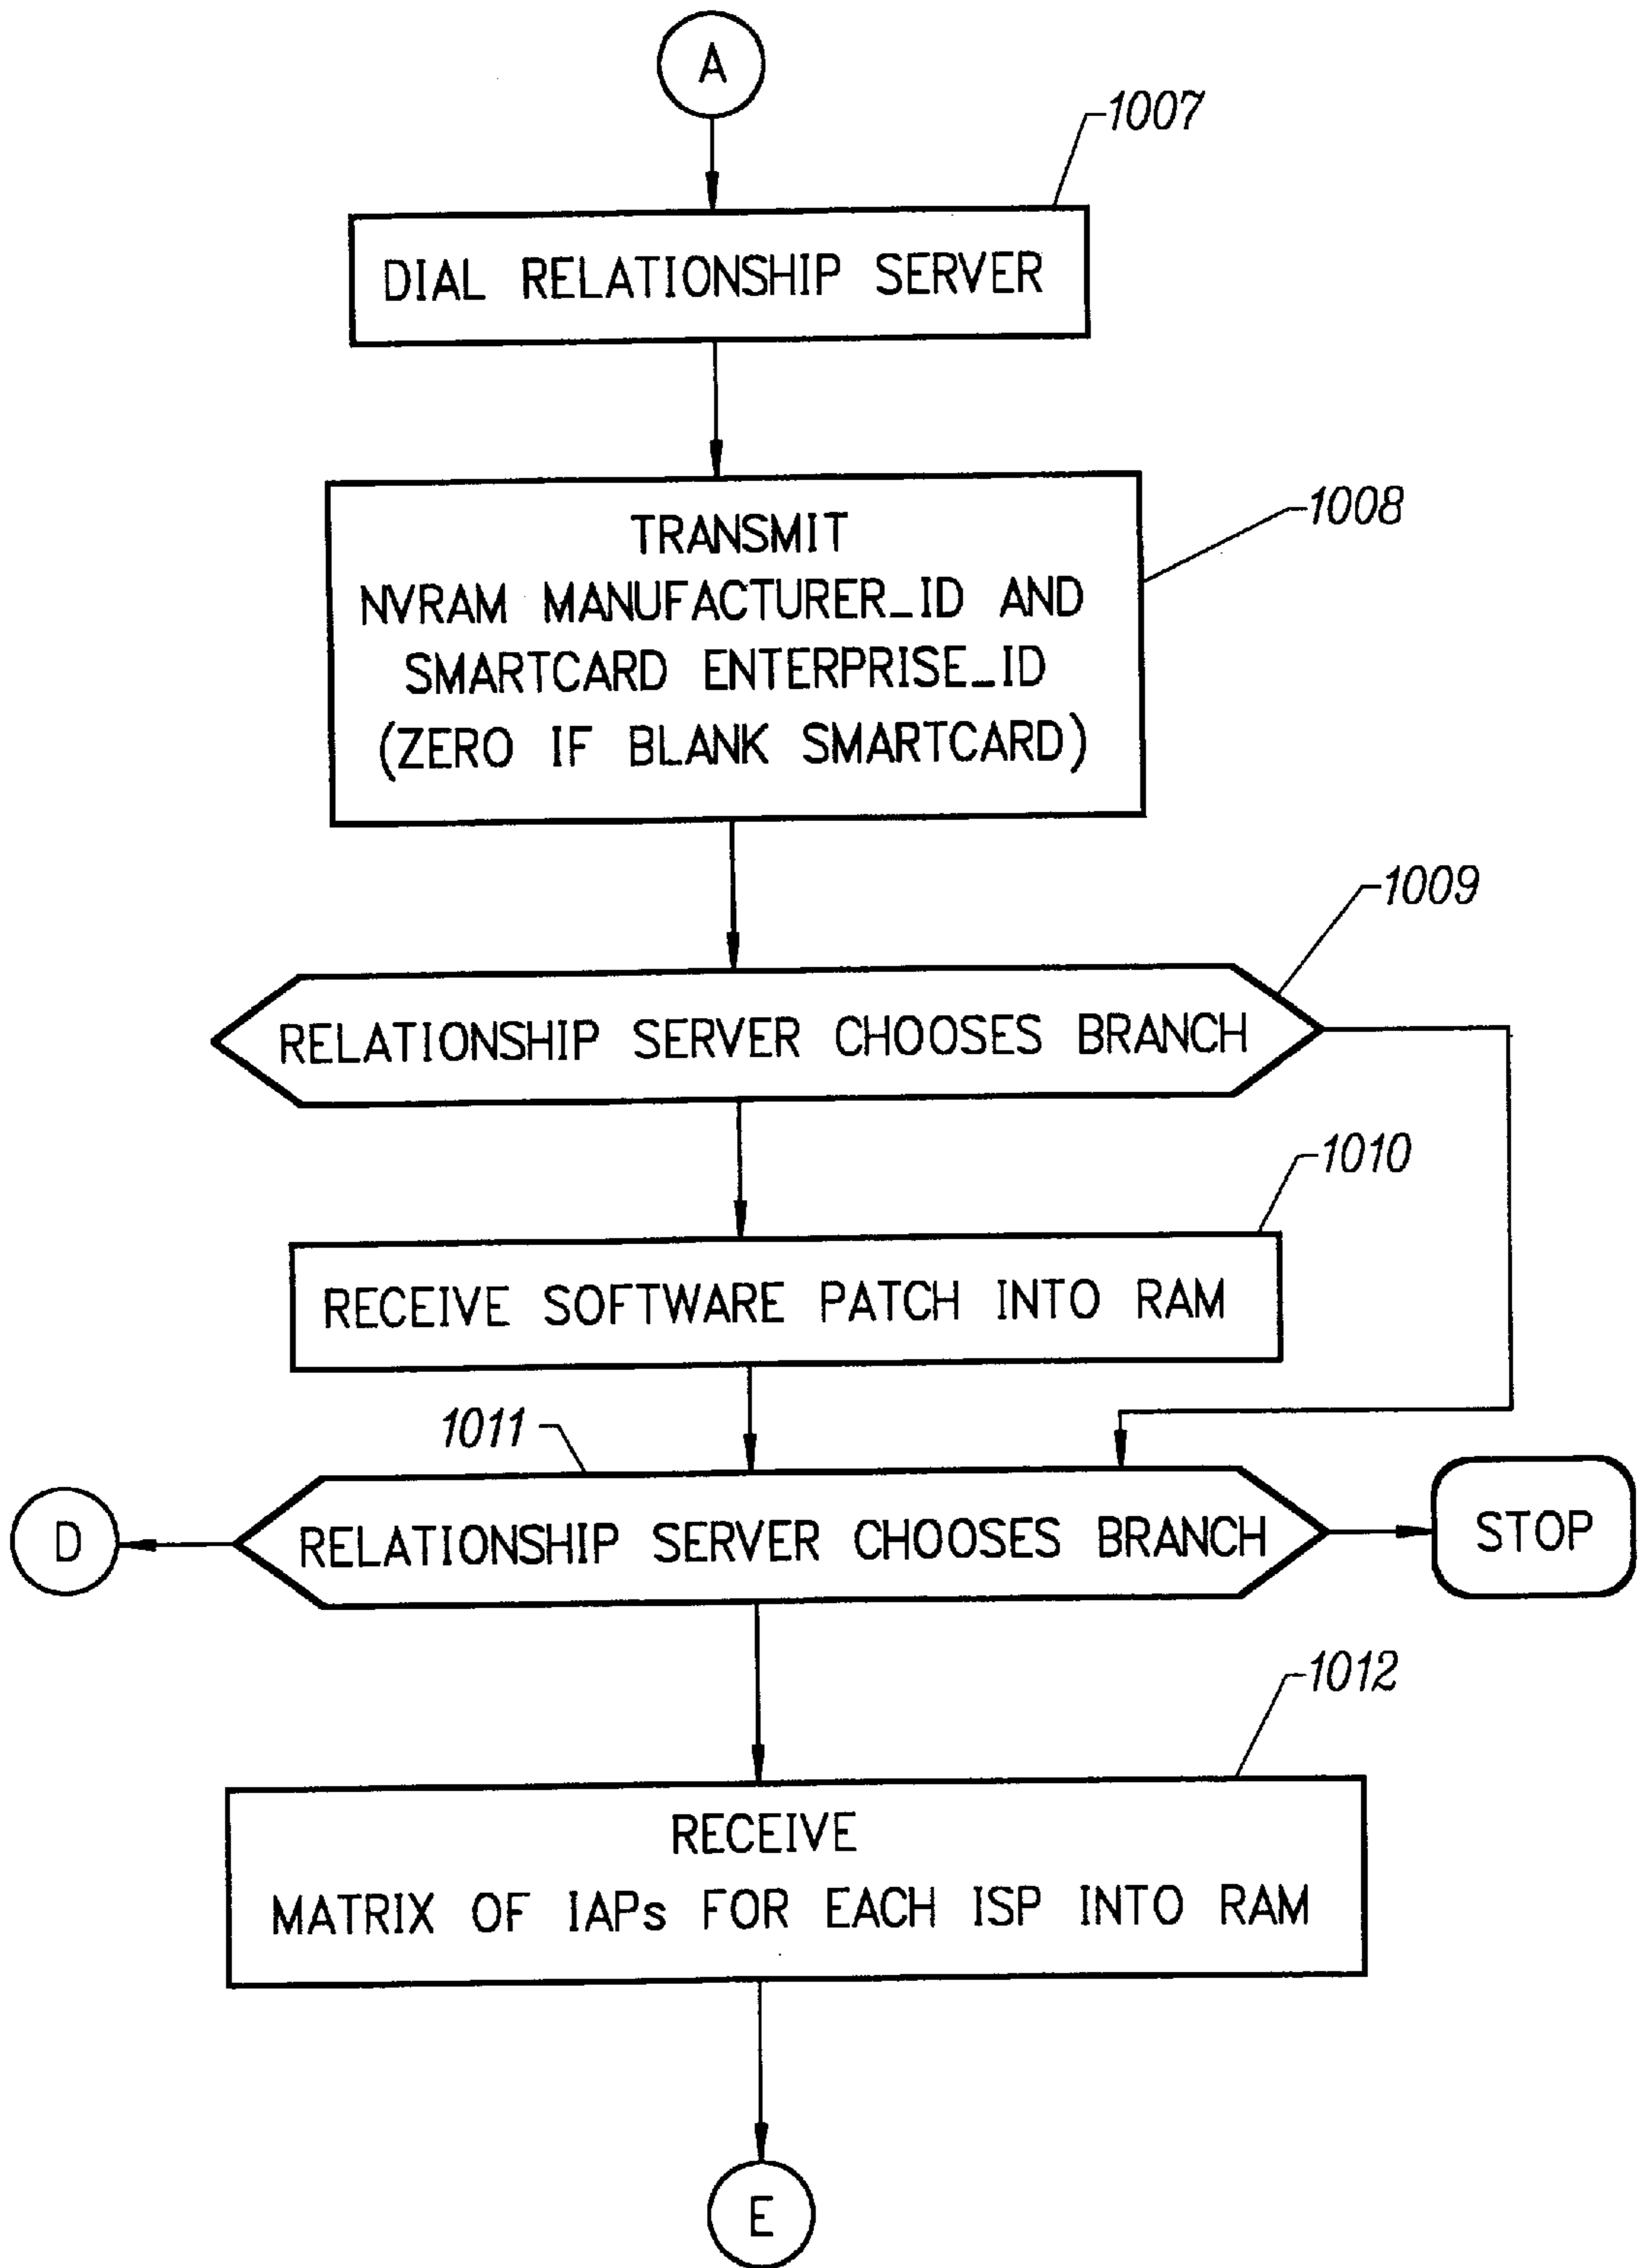 A
1007
DIAL RELATIONSHIP SERVER
1008
TRANSMIT
NVRAM MANUFACTURER_ID AND
SMARTCARD ENTERPRISE_ID
(ZERO IF BLANK SMARTCARD)
1009
RELATIONSHIP SERVER CHOOSES BRANCH
1010
RECEIVE SOFTWARE PATCH INTO RAM
1011
D
RELATIONSHIP SERVER CHOOSES BRANCH
STOP
1012
RECEIVE
MATRIX OF IAPs FOR EACH ISP INTO RAM
E